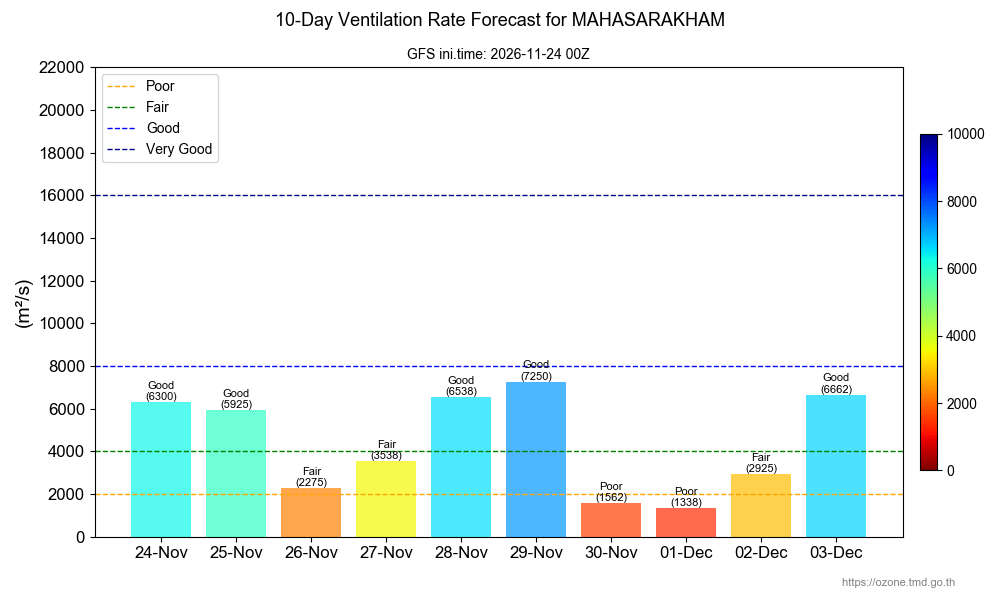 10-Day Ventilation Rate Forecast for MAHASARAKHAM
GFS ini.time: 2026-11-24 00Z
(m²/s)
22000
20000
18000
16000
14000
12000
10000
8000
6000
4000
2000
0
Poor
Fair
Good
Very Good
Good
(6300)
Good
(5925)
Fair
(2275)
Fair
(3538)
Good
(6538)
Good
(7250)
Poor
(1562)
Poor
(1338)
Fair
(2925)
Good
(6662)
24-Nov 25-Nov 26-Nov 27-Nov 28-Nov 29-Nov 30-Nov 01-Dec 02-Dec 03-Dec
10000
8000
6000
4000
2000
0
https://ozone.tmd.go.th